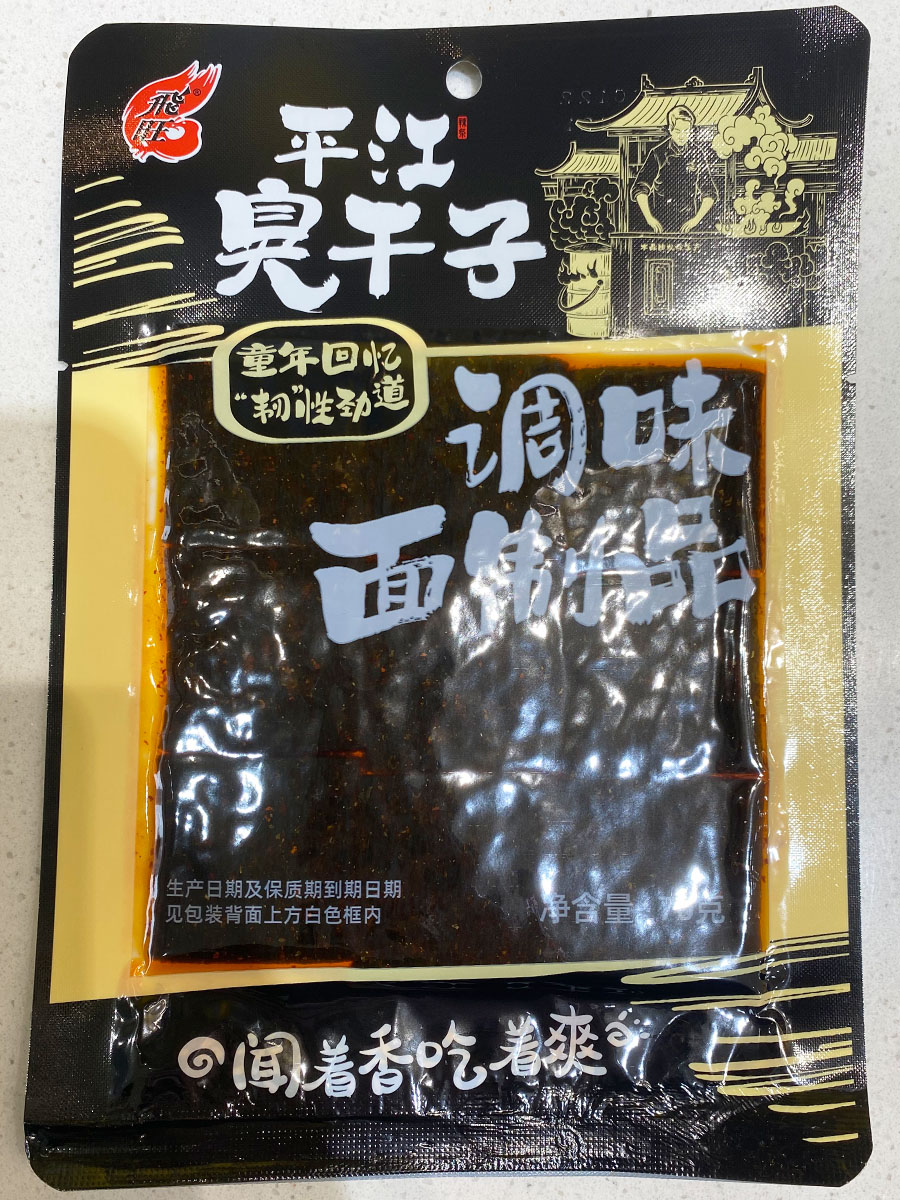 飛旺®
平江
臭干子
童年回忆
“韧”性劲道
调味
面制品
生产日期及保质期到期日期
见包装背面上方白色框内
净含量
克
闻着香吃着爽